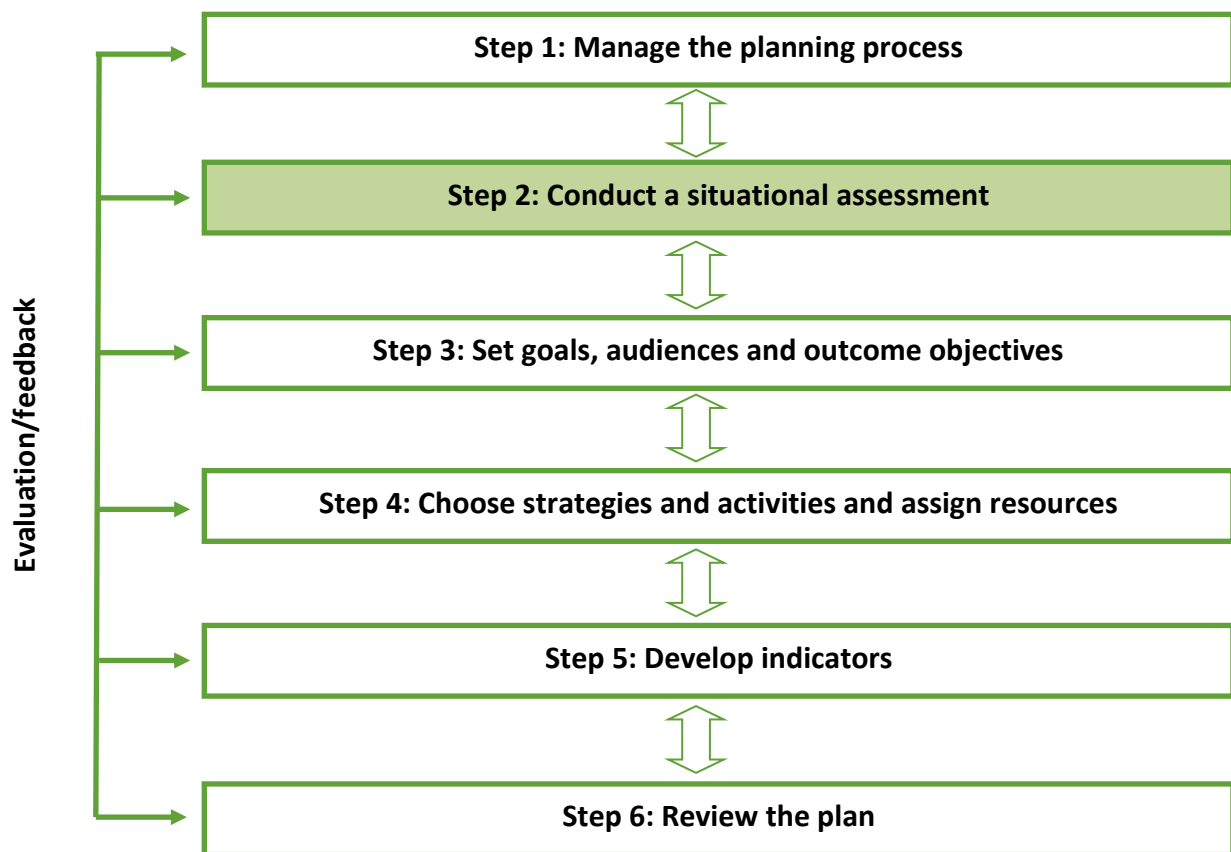 Step 1: Manage the planning process
Step 2: Conduct a situational assessment
Step 3: Set goals, audiences and outcome objectives
Step 4: Choose strategies and activities and assign resources
Step 5: Develop indicators
Step 6: Review the plan
Evaluation/feedback